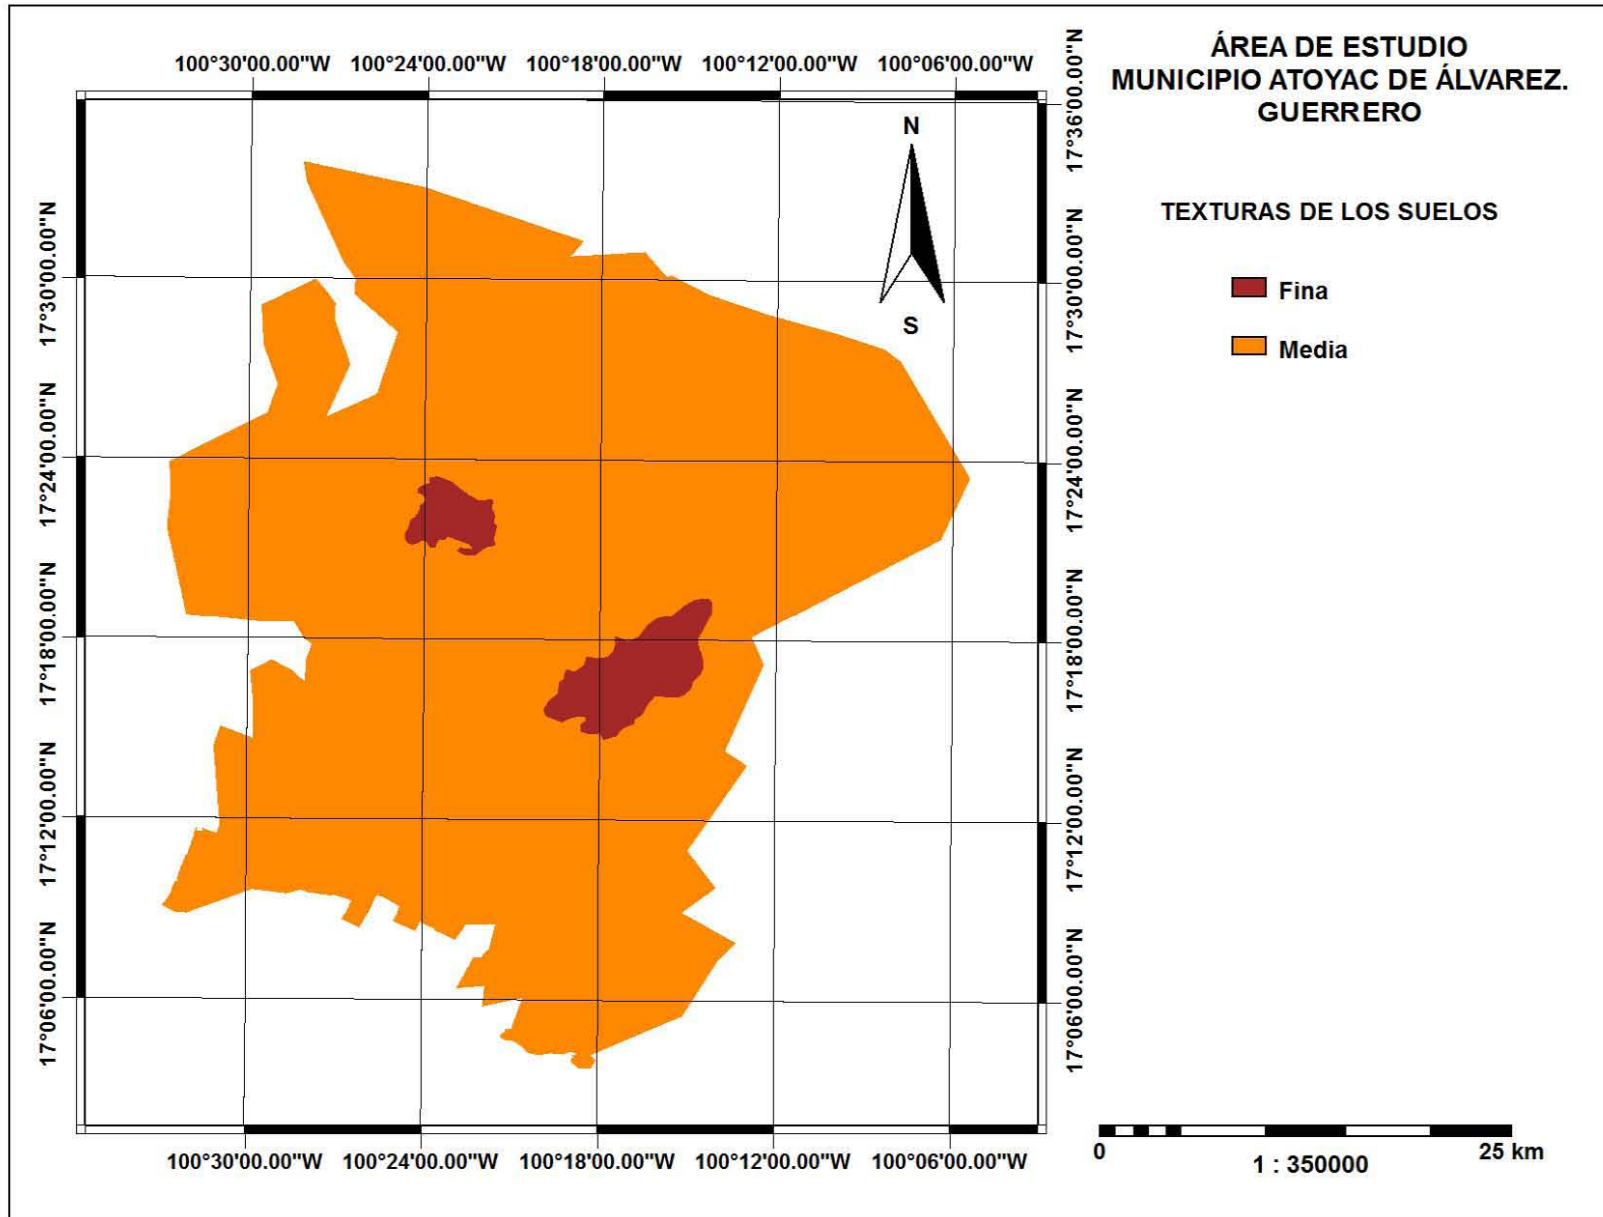 ÁREA DE ESTUDIO
MUNICIPIO ATOYAC DE ÁLVAREZ.
GUERRERO
TEXTURAS DE LOS SUELOS
Fina
Media
100°30'00.00"W 100°24'00.00"W 100°18'00.00"W 100°12'00.00"W 100°06'00.00"W
N
S
17°30'00.00"N
17°24'00.00"N
17°18'00.00"N
17°12'00.00"N
17°06'00.00"N
17°36'00.00"N
17°30'00.00"N
17°24'00.00"N
17°18'00.00"N
17°12'00.00"N
17°06'00.00"N
100°30'00.00"W 100°24'00.00"W 100°18'00.00"W 100°12'00.00"W 100°06'00.00"W
0 25 km
1 : 350000